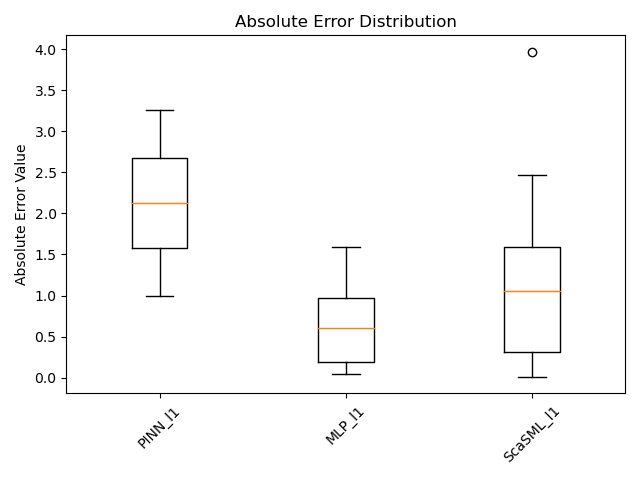 Absolute Error Distribution
Absolute Error Value
4.0
3.5
3.0
2.5
2.0
1.5
1.0
0.5
0.0
PINN_l1
MLP_l1
ScaSML_l1